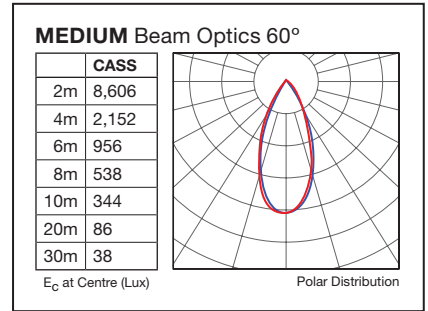 MEDIUM Beam Optics 60°
CASS
2m 8,606
4m 2,152
6m 956
8m 538
10m 344
20m 86
30m 38
EC at Centre (Lux)
Polar Distribution